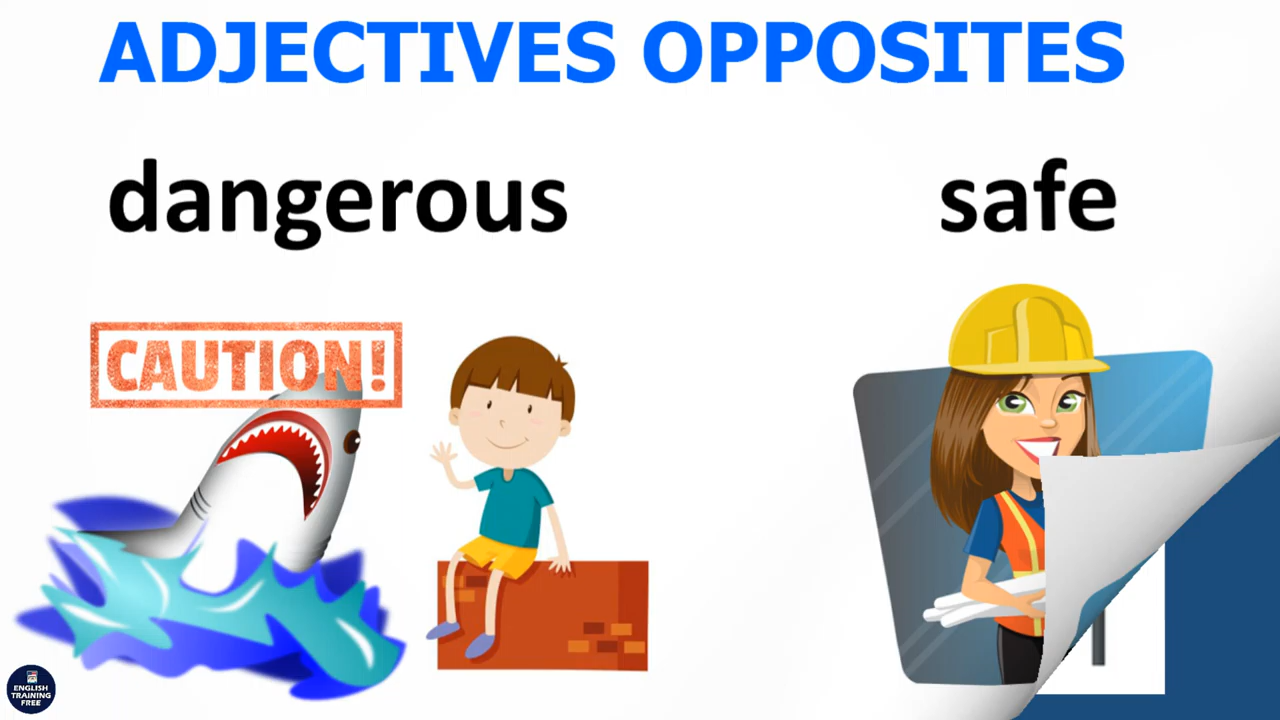 ADJECTIVES OPPOSITES
dangerous
safe
CAUTION!
ENGLISH
TRAINING
FREE